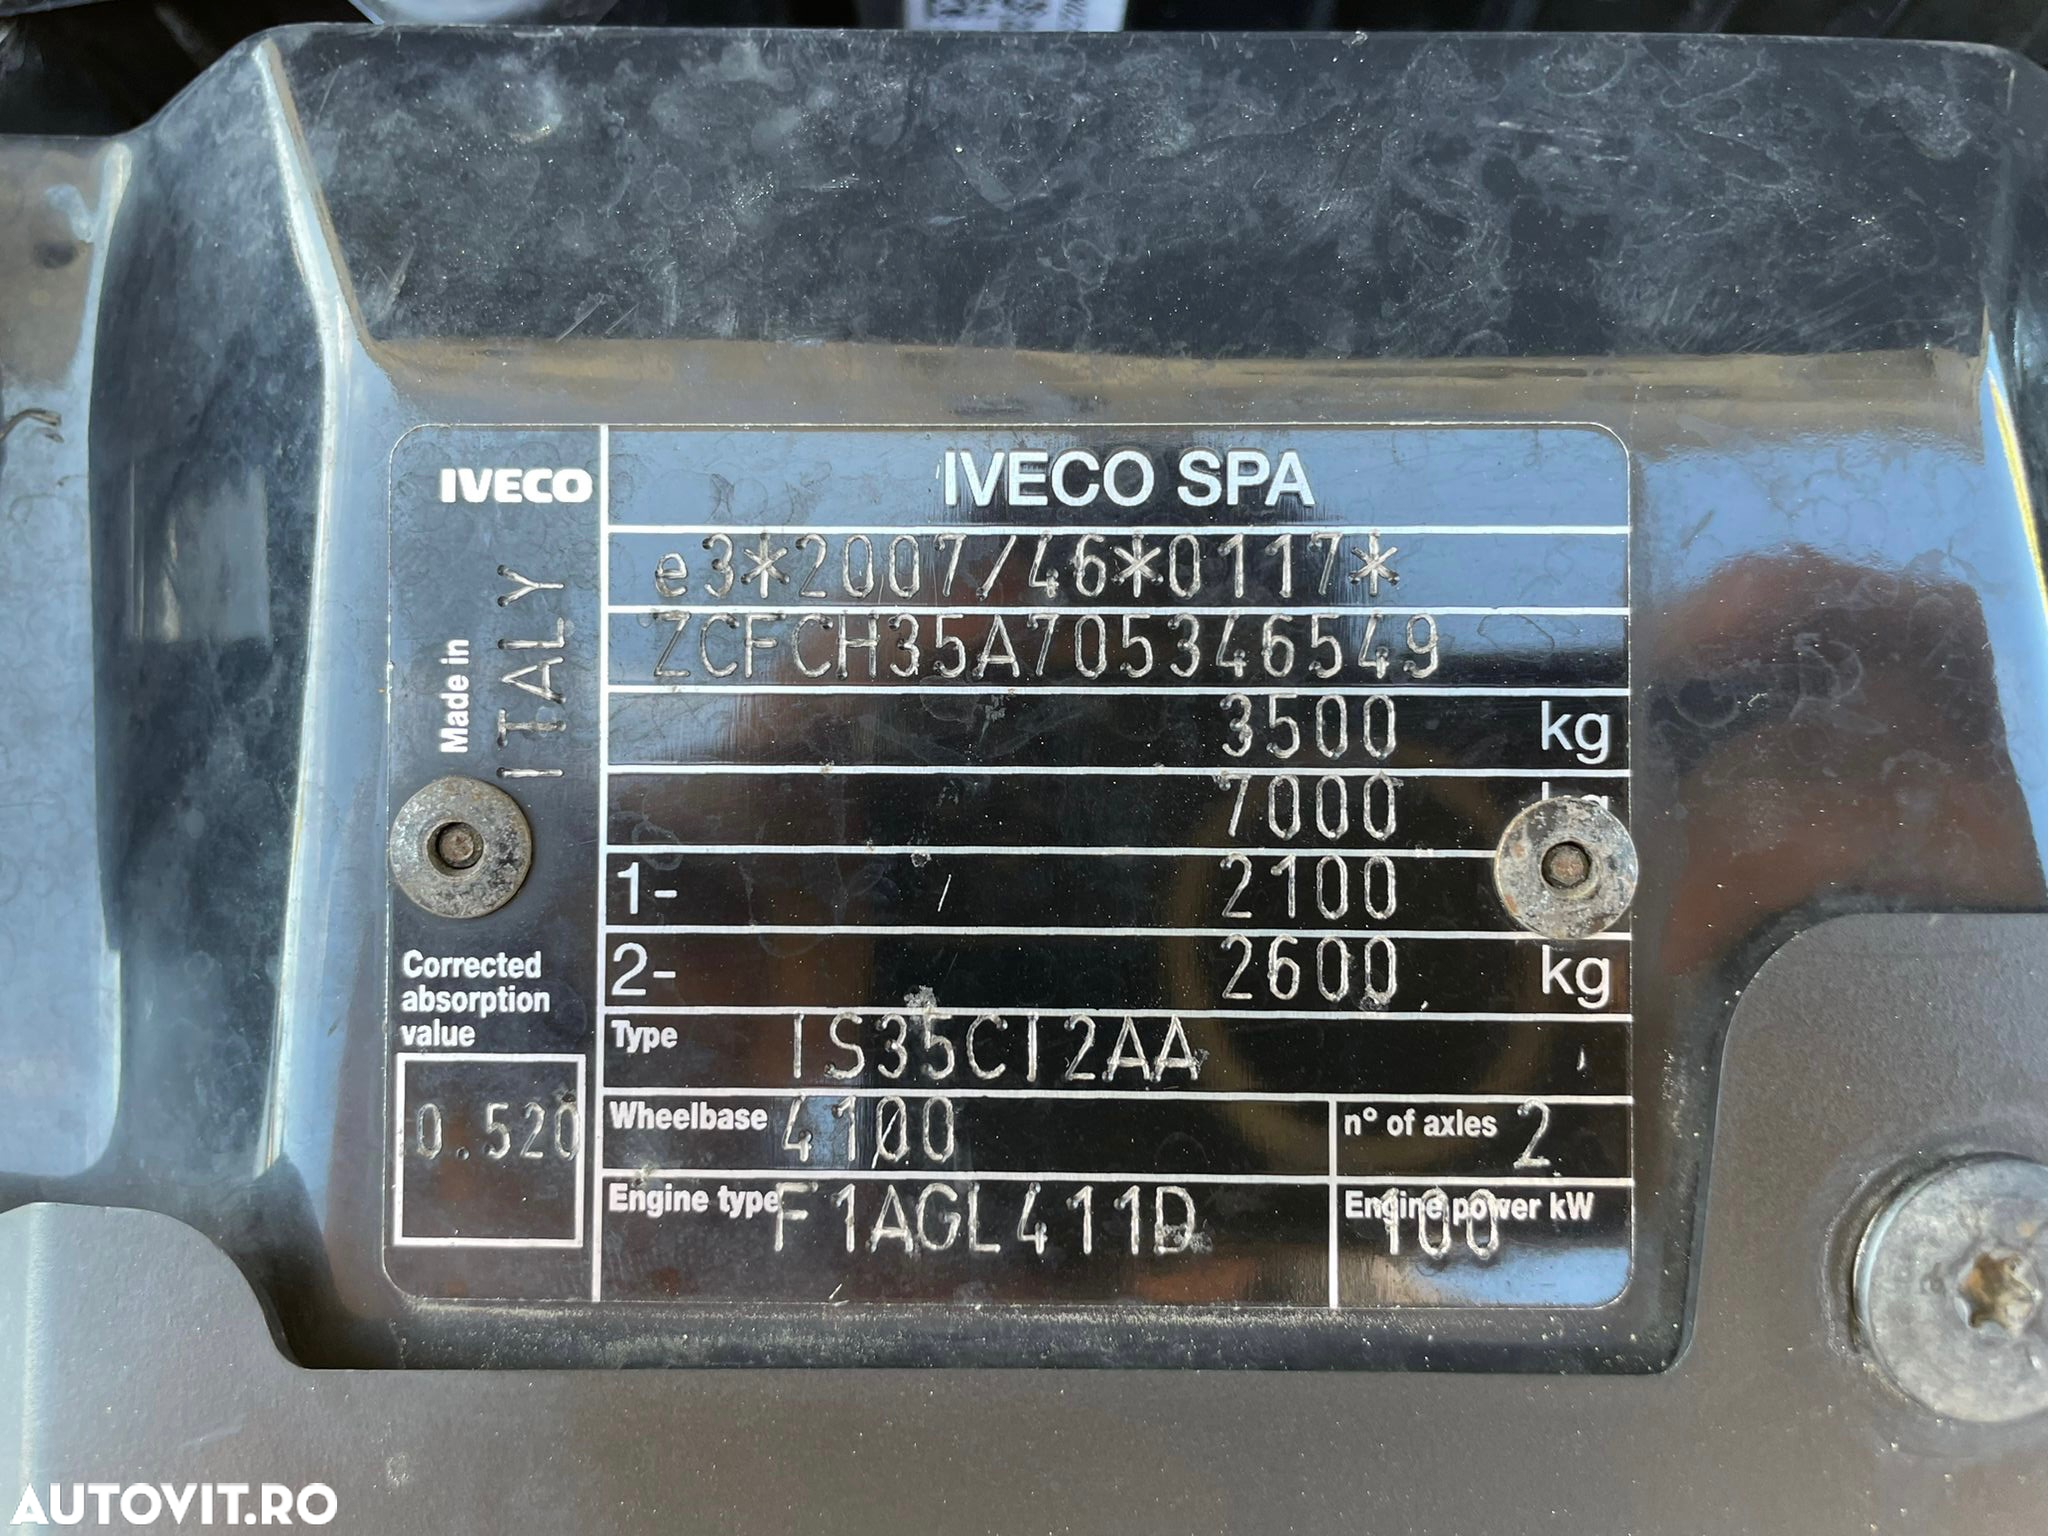 IVECO
IVECO SPA
Made in
ITALY
e3*2007/46*0117*
ZCFCH35A705346549
3500 kg
7000 kg
1- 2100
2- 2600 kg
Corrected
absorption
value
0.520
Type IS35CI2AA
Wheelbase 4100
n° of axles 2
Engine type F1AGL411D
Engine power kW 100
AUTOVIT.RO